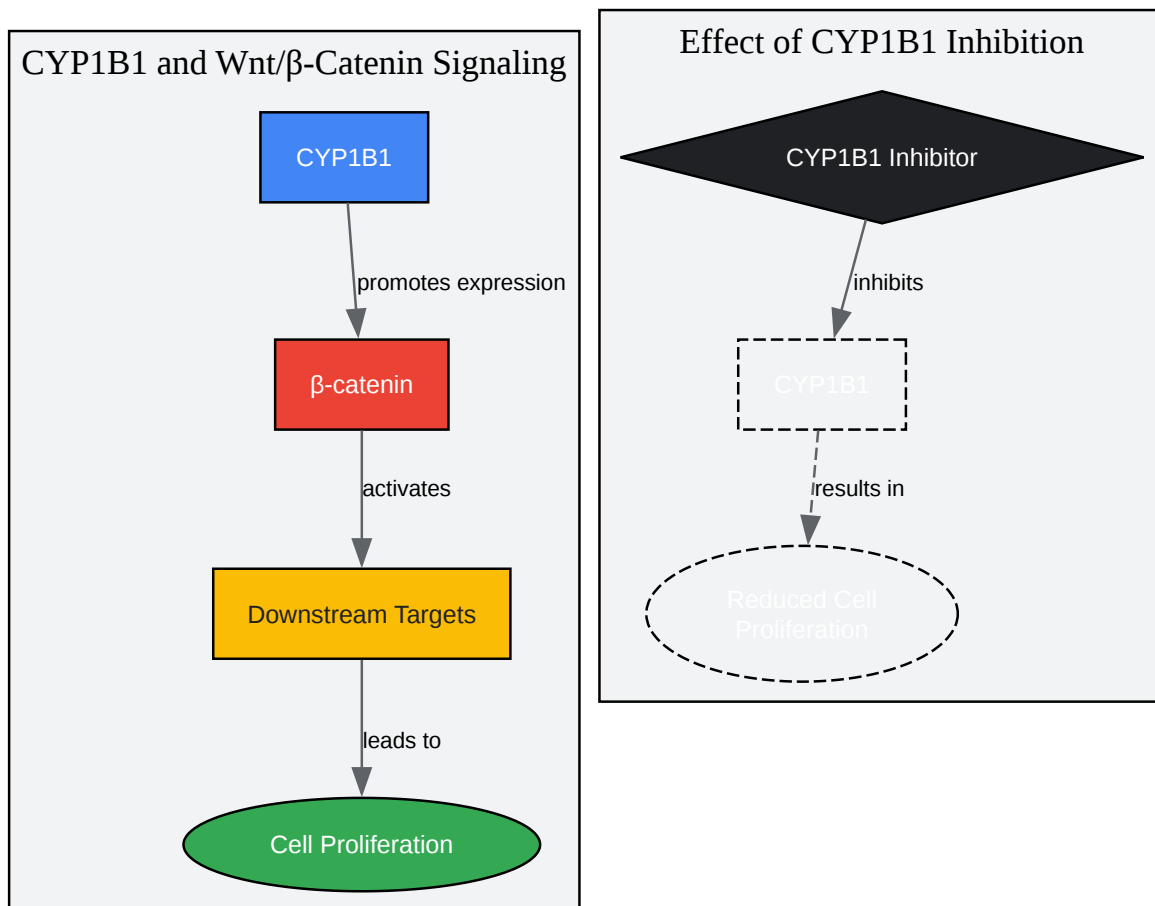 CYP1B1 and Wnt/β-Catenin Signaling
CYP1B1
promotes expression
β-catenin
activates
Downstream Targets
leads to
Cell Proliferation
Effect of CYP1B1 Inhibition
CYP1B1 Inhibitor
inhibits
CYP1B1
results in
Reduced Cell
Proliferation